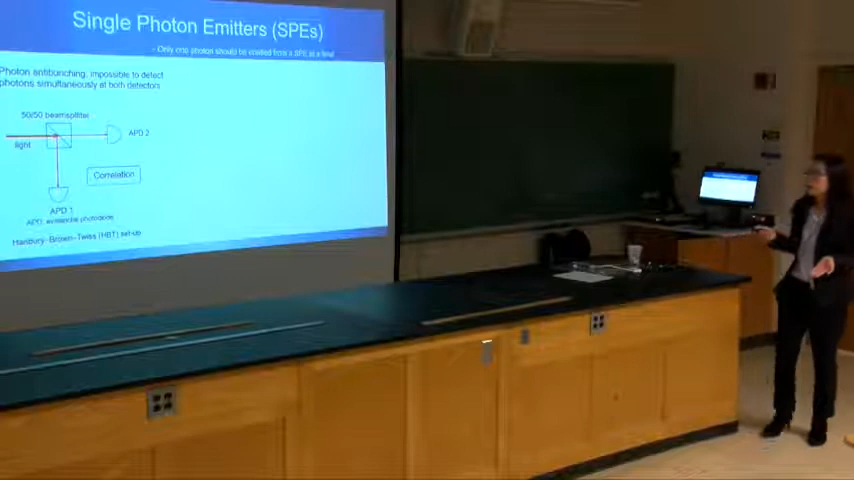 Single Photon Emitters (SPEs)
- Only one photon should be emitted from a SPE at a time!
Photon antibunching, impossible to detect
photons simultaneously at both detectors
50/50 beamsplitter
APD 2
light
Correlation
APD 1
APD: avalanche photodiode
Hanbury-Brown-Twiss (HBT) set-up